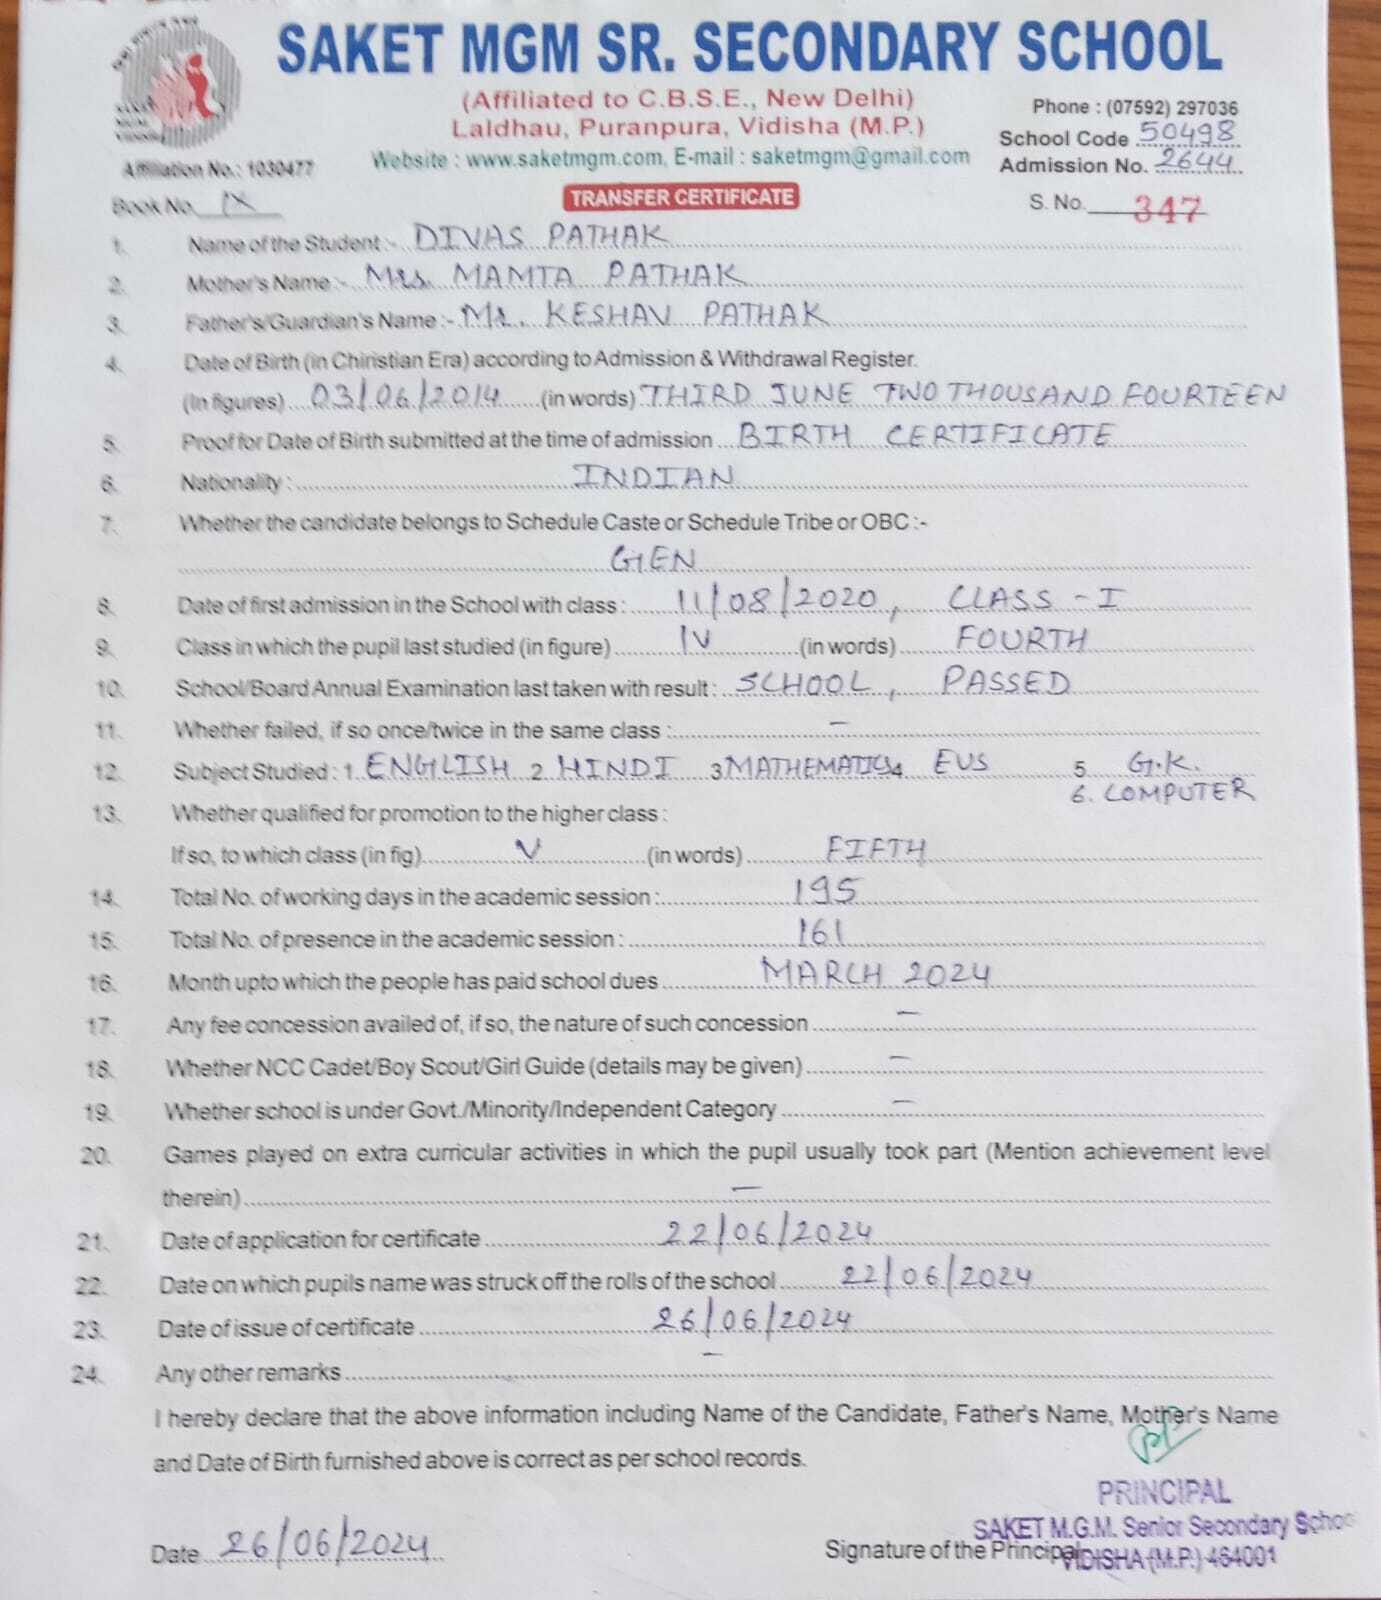 SAKET MGM SR. SECONDARY SCHOOL
(Affiliated to C.B.S.E., New Delhi)
Laldhau, Puranpura, Vidisha (M.P.)
Website : www.saketmgm.com, E-mail : saketmgm@gmail.com
Phone : (07592) 297036
School Code 50498
Admission No. 2644
Affiliation No.: 1030477
Book No. IX
TRANSFER CERTIFICATE
S. No. 347
1. Name of the Student :- DIVAS PATHAK
2. Mother's Name :- Mrs. MAMTA PATHAK
3. Father's/Guardian's Name :- Mr. KESHAV PATHAK
4. Date of Birth (in Chiristian Era) according to Admission & Withdrawal Register.
(In figures) 03/06/2014 (in words) THIRD JUNE TWO THOUSAND FOURTEEN
5. Proof for Date of Birth submitted at the time of admission BIRTH CERTIFICATE
6. Nationality : INDIAN
7. Whether the candidate belongs to Schedule Caste or Schedule Tribe or OBC :-
GEN
8. Date of first admission in the School with class : 11/08/2020, CLASS - I
9. Class in which the pupil last studied (in figure) IV (in words) FOURTH
10. School/Board Annual Examination last taken with result : SCHOOL, PASSED
11. Whether failed, if so once/twice in the same class : –
12. Subject Studied : 1. ENGLISH 2. HINDI 3. MATHEMATICS 4. EVS 5. G.K.
6. COMPUTER
13. Whether qualified for promotion to the higher class :
If so, to which class (in fig) V (in words) FIFTH
14. Total No. of working days in the academic session : 195
15. Total No. of presence in the academic session : 161
16. Month upto which the people has paid school dues MARCH 2024
17. Any fee concession availed of, if so, the nature of such concession –
18. Whether NCC Cadet/Boy Scout/Girl Guide (details may be given) –
19. Whether school is under Govt./Minority/Independent Category –
20. Games played on extra curricular activities in which the pupil usually took part (Mention achievement level
therein) –
21. Date of application for certificate 22/06/2024
22. Date on which pupils name was struck off the rolls of the school 22/06/2024
23. Date of issue of certificate 26/06/2024
24. Any other remarks –
I hereby declare that the above information including Name of the Candidate, Father's Name, Mother's Name
and Date of Birth furnished above is correct as per school records.
PRINCIPAL
SAKET M.G.M. Senior Secondary School
VIDISHA (M.P.) 464001
Date 26/06/2024
Signature of the Principal